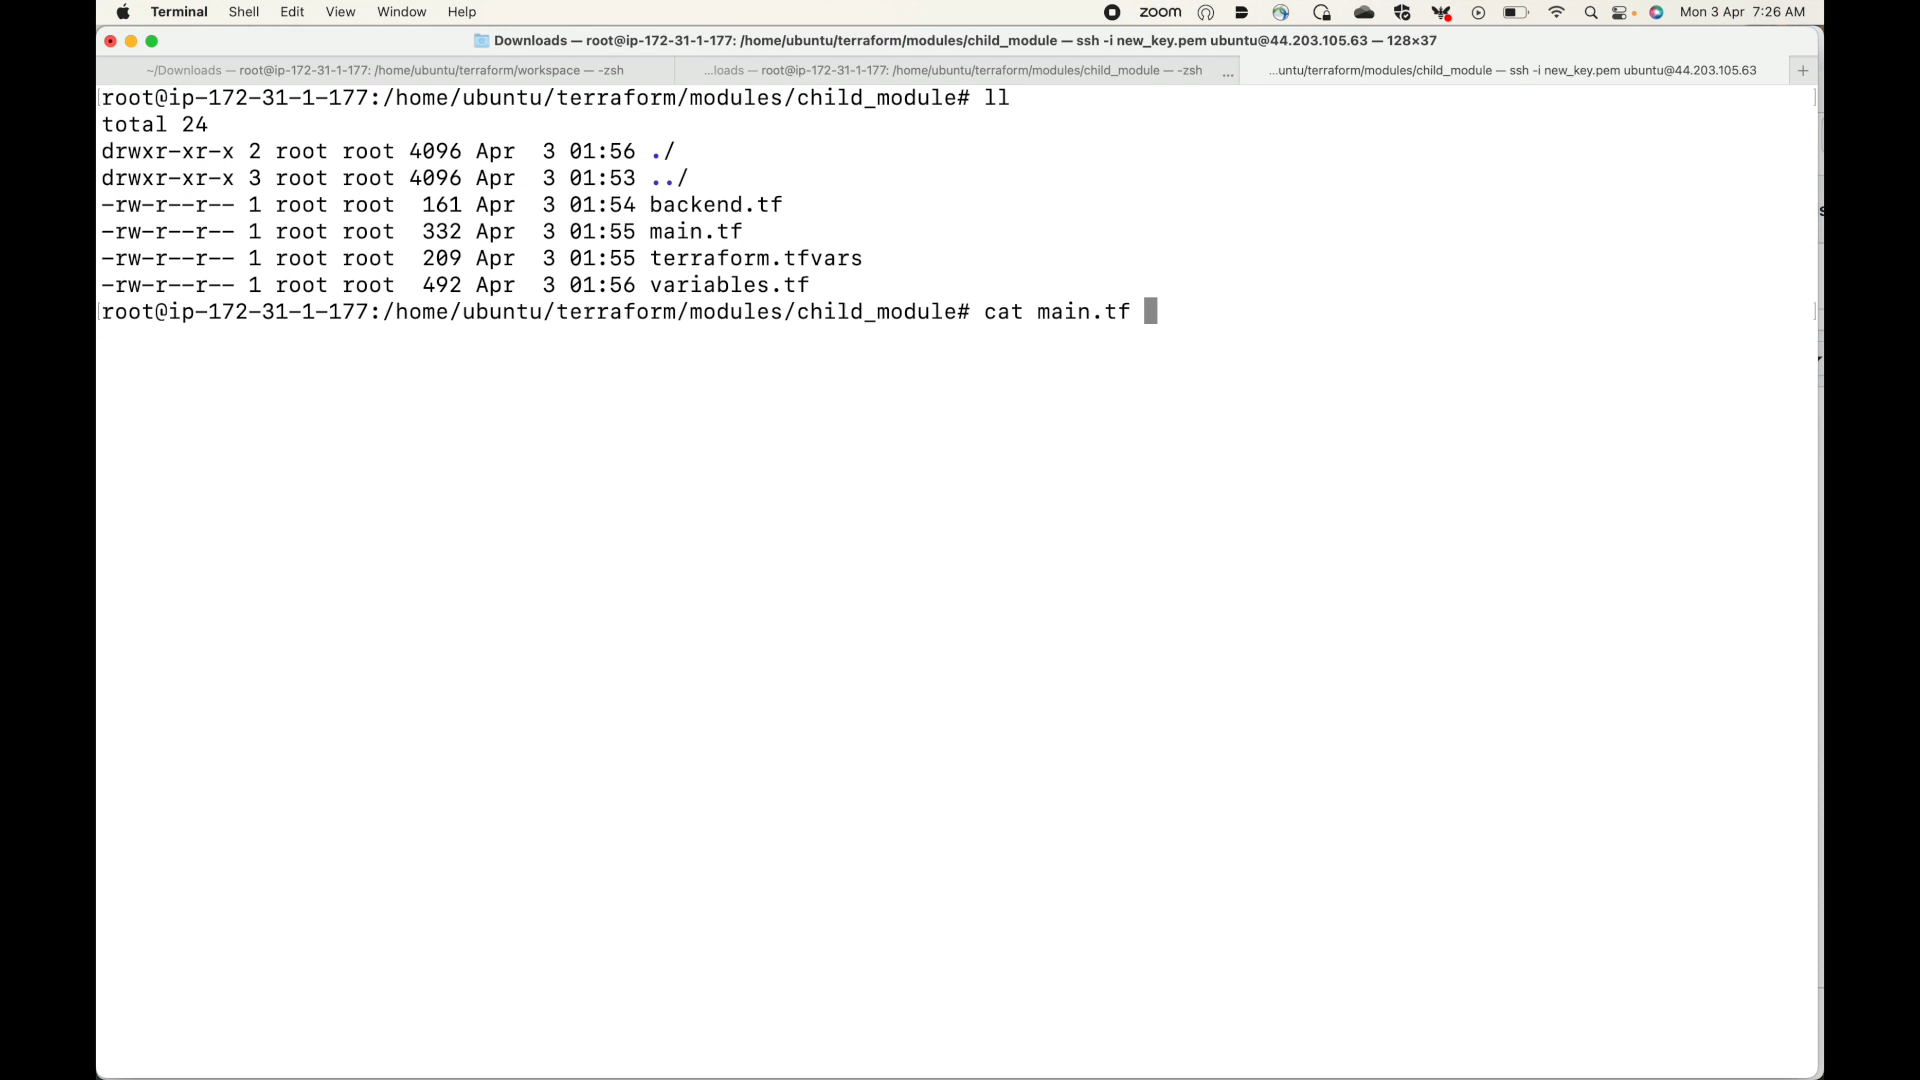 Terminal Shell Edit View Window Help zoom Mon 3 Apr 7:26 AM
Downloads — root@ip-172-31-1-177: /home/ubuntu/terraform/modules/child_module — ssh -i new_key.pem ubuntu@44.203.105.63 — 128×37
~/Downloads — root@ip-172-31-1-177: /home/ubuntu/terraform/workspace — -zsh ...loads — root@ip-172-31-1-177: /home/ubuntu/terraform/modules/child_module — -zsh ... ...untu/terraform/modules/child_module — ssh -i new_key.pem ubuntu@44.203.105.63 +
[root@ip-172-31-1-177:/home/ubuntu/terraform/modules/child_module# ll ]
total 24
drwxr-xr-x 2 root root 4096 Apr  3 01:56 ./
drwxr-xr-x 3 root root 4096 Apr  3 01:53 ../
-rw-r--r-- 1 root root  161 Apr  3 01:54 backend.tf
-rw-r--r-- 1 root root  332 Apr  3 01:55 main.tf
-rw-r--r-- 1 root root  209 Apr  3 01:55 terraform.tfvars
-rw-r--r-- 1 root root  492 Apr  3 01:56 variables.tf
[root@ip-172-31-1-177:/home/ubuntu/terraform/modules/child_module# cat main.tf ]